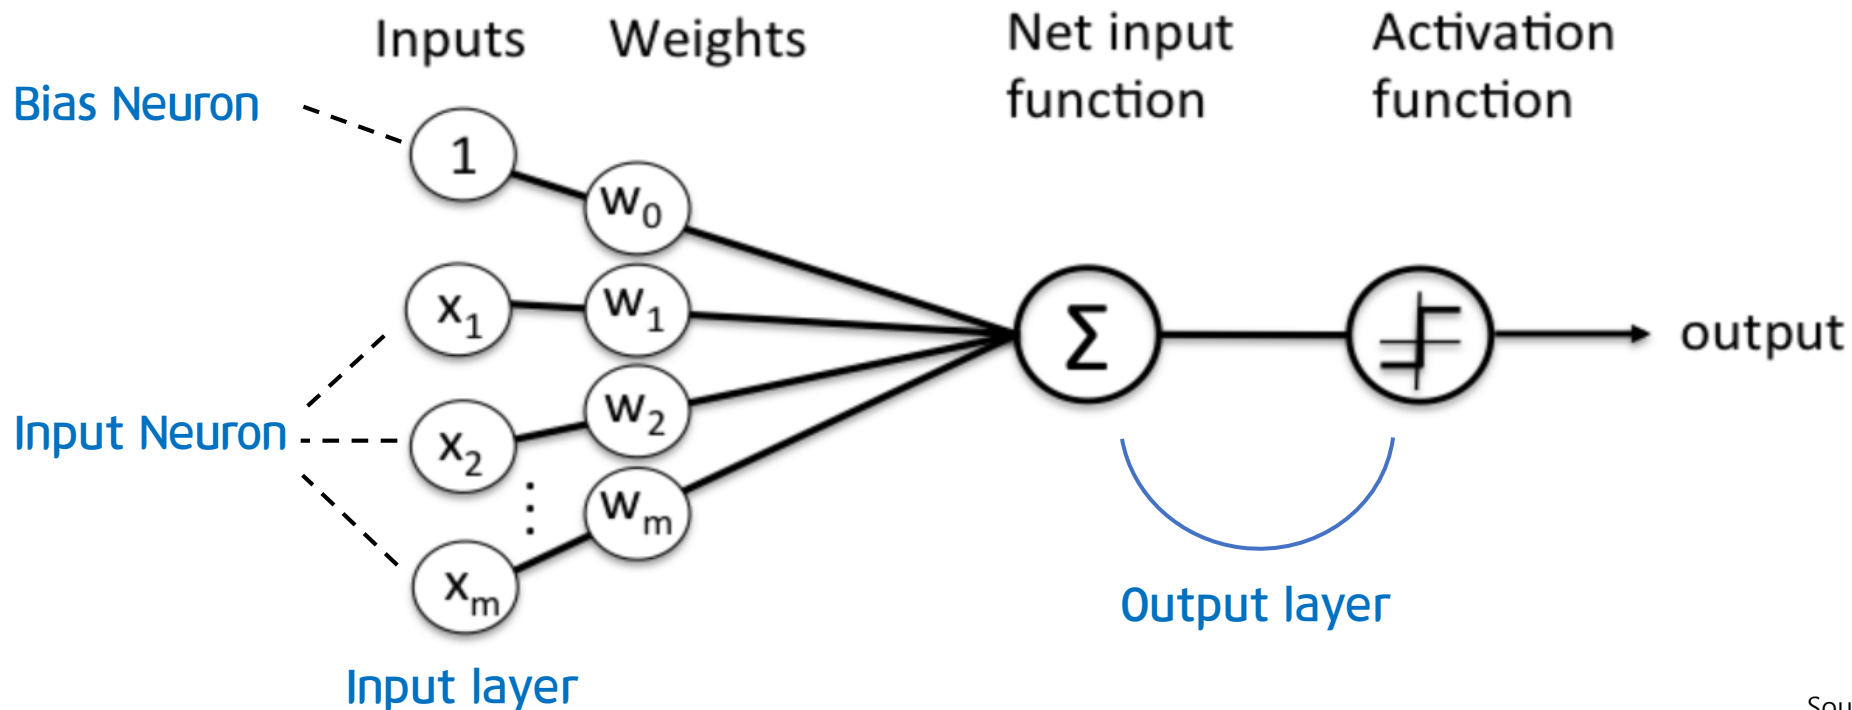 Inputs
Weights
Net input
function
Activation
function
Bias Neuron
1
w0
x1
w1
Σ
output
x2
w2
Input Neuron
⋮
wm
xm
Output layer
Input layer
Sou